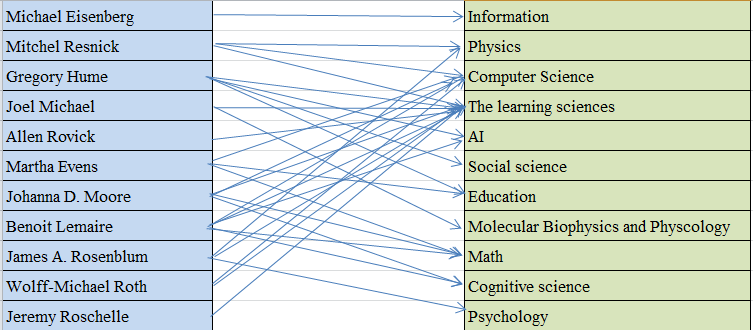 Michael Eisenberg
Information
Mitchel Resnick
Physics
Gregory Hume
Computer Science
Joel Michael
The learning sciences
Allen Rovick
AI
Martha Evens
Social science
Johanna D. Moore
Education
Benoit Lemaire
Molecular Biophysics and Physcology
James A. Rosenblum
Math
Wolff-Michael Roth
Cognitive science
Jeremy Roschelle
Psychology